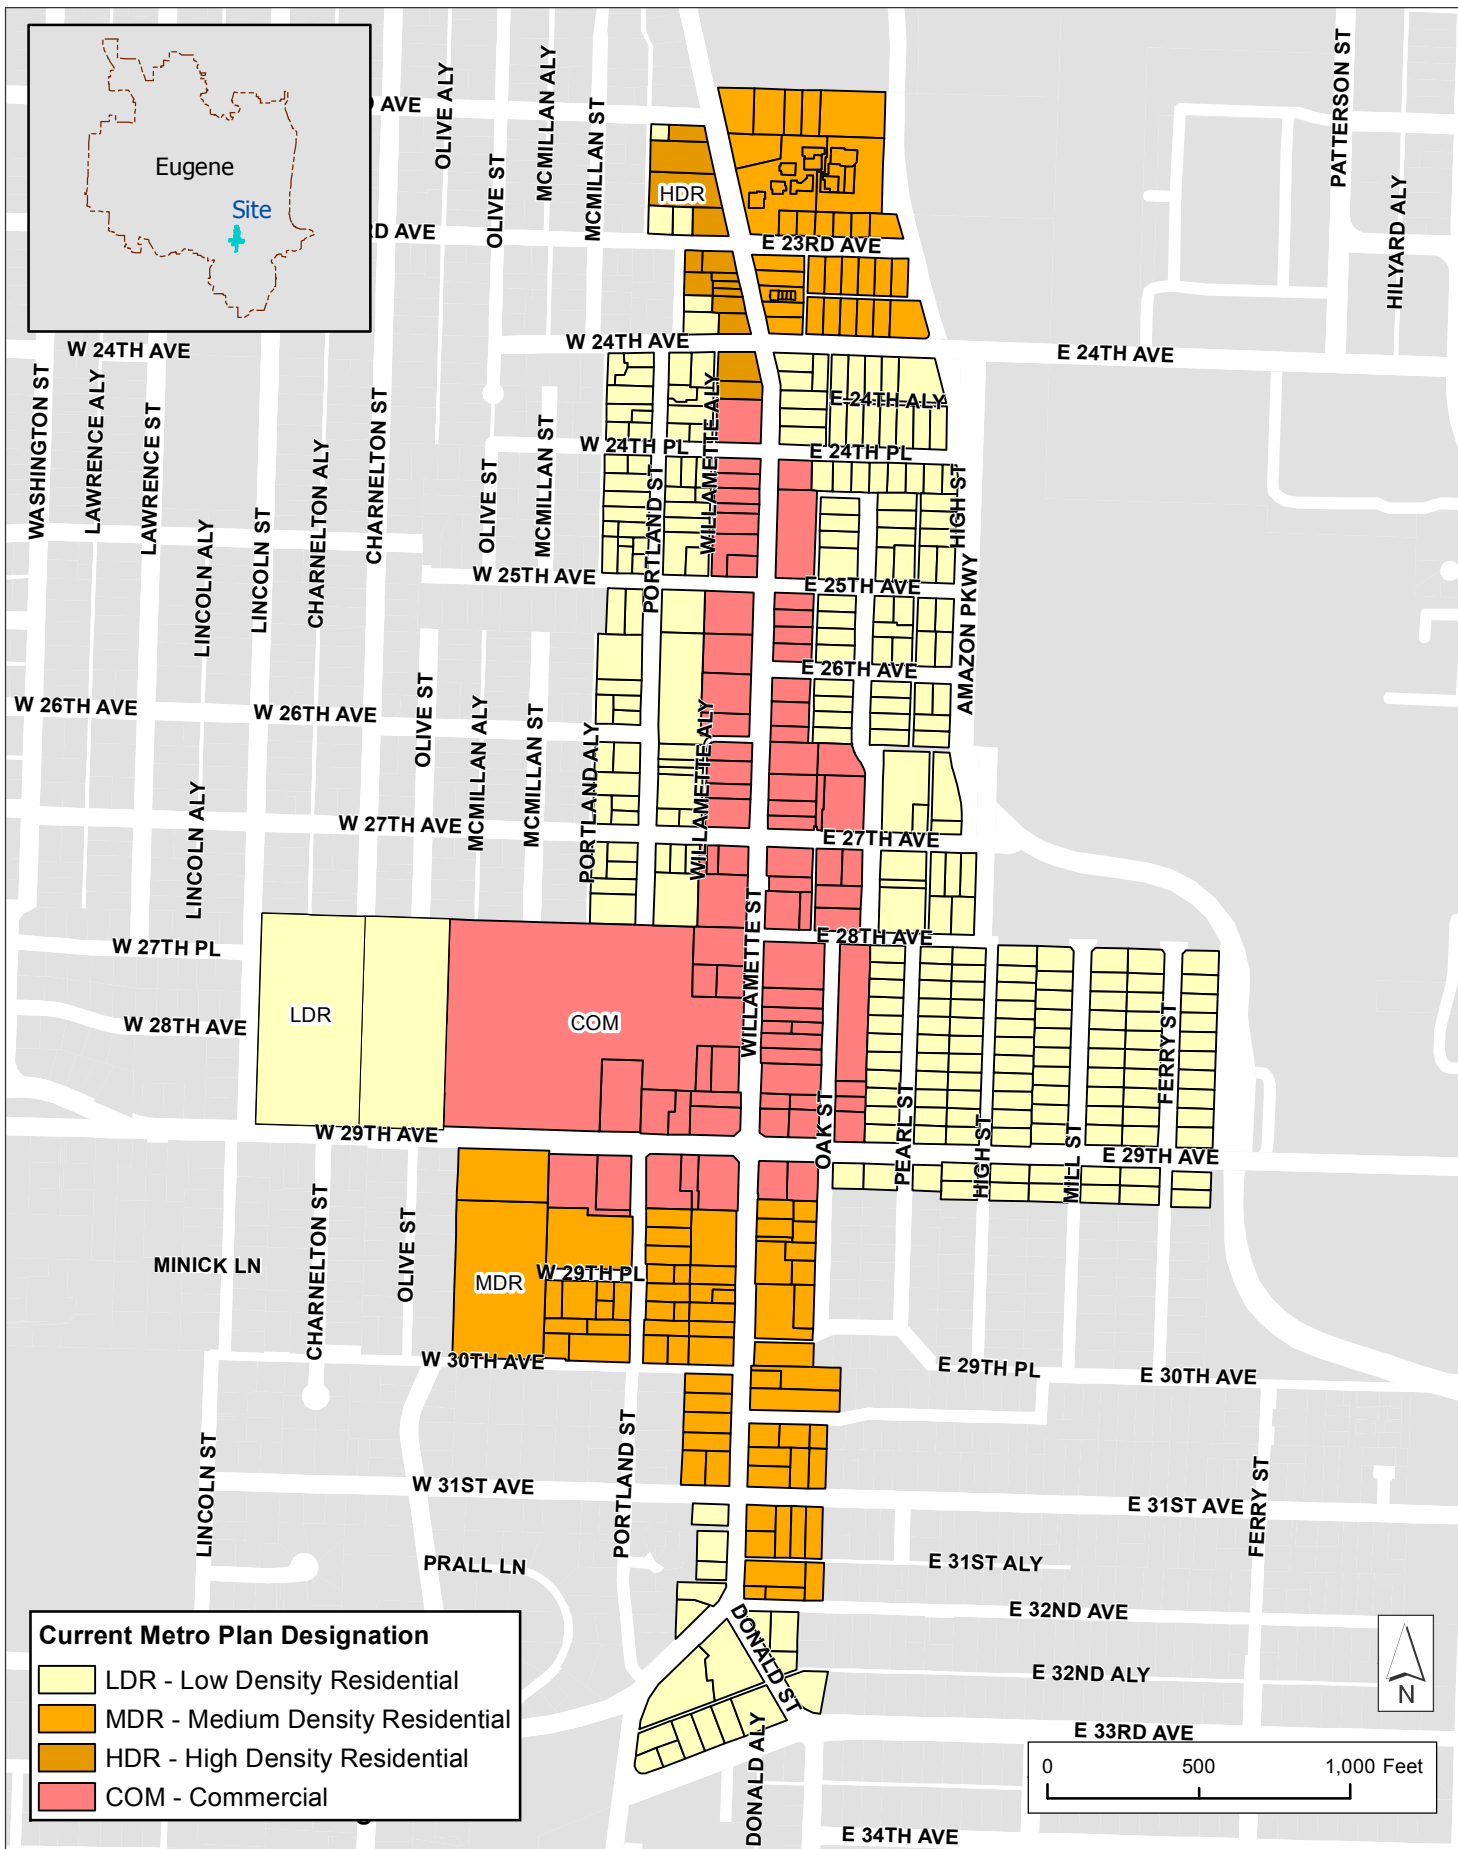 Eugene
Site
D AVE
RD AVE
OLIVE ALY
OLIVE ST
MCMILLAN ALY
MCMILLAN ST
PATTERSON ST
HILYARD ALY
HDR
E 23RD AVE
W 24TH AVE
W 24TH AVE
E 24TH AVE
E 24TH ALY
W 24TH PL
E 24TH PL
WASHINGTON ST
LAWRENCE ALY
LAWRENCE ST
LINCOLN ALY
LINCOLN ST
CHARNELTON ALY
CHARNELTON ST
OLIVE ST
MCMILLAN ST
PORTLAND ST
WILLAMETTE ALY
HIGH ST
W 25TH AVE
E 25TH AVE
AMAZON PKWY
E 26TH AVE
W 26TH AVE
W 26TH AVE
OLIVE ST
MCMILLAN ALY
MCMILLAN ST
PORTLAND ALY
WILLAMETTE ALY
LINCOLN ALY
W 27TH AVE
E 27TH AVE
WILLAMETTE ST
W 27TH PL
E 28TH AVE
W 28TH AVE
LDR
COM
FERRY ST
OAK ST
PEARL ST
HIGH ST
MILL ST
W 29TH AVE
E 29TH AVE
CHARNELTON ST
OLIVE ST
MINICK LN
MDR
W 29TH PL
W 30TH AVE
E 29TH PL
E 30TH AVE
LINCOLN ST
PORTLAND ST
W 31ST AVE
E 31ST AVE
FERRY ST
PRALL LN
E 31ST ALY
E 32ND AVE
DONALD ST
E 32ND ALY
E 33RD AVE
DONALD ALY
E 34TH AVE
Current Metro Plan Designation
LDR - Low Density Residential
MDR - Medium Density Residential
HDR - High Density Residential
COM - Commercial
N
0 500 1,000 Feet